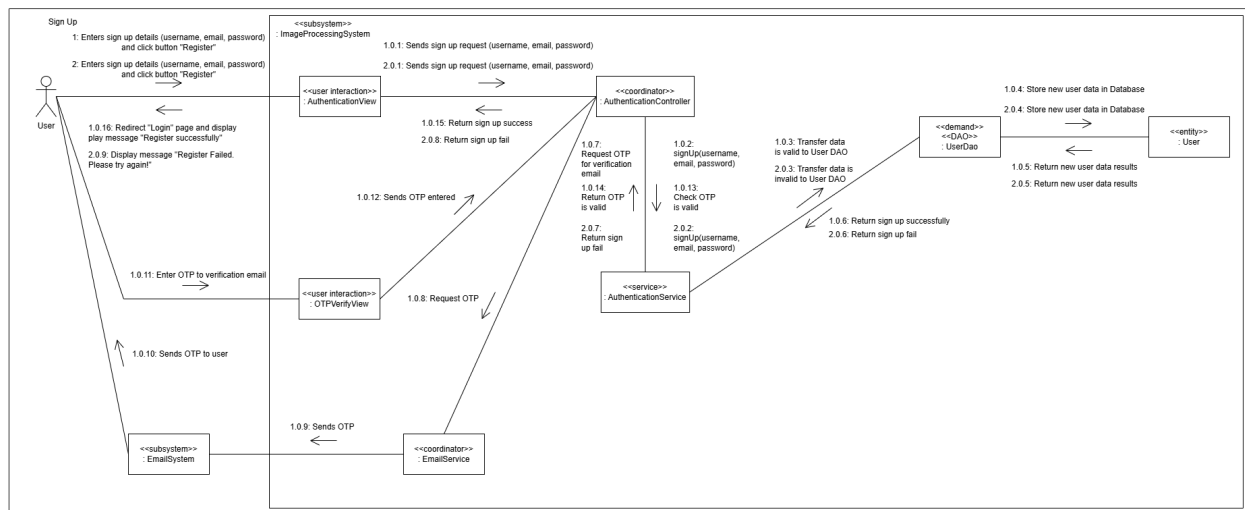 Sign Up
1: Enters sign up details (username, email, password)
and click button "Register"
2: Enters sign up details (username, email, password)
and click button "Register"
User
1.0.16: Redirect "Login" page and display
play message "Register successfully"
2.0.9: Display message "Register Failed.
Please try again!"
<<subsystem>>
: ImageProcessingSystem
1.0.1: Sends sign up request (username, email, password)
2.0.1: Sends sign up request (username, email, password)
<<user interaction>>
: AuthenticationView
1.0.15: Return sign up success
2.0.8: Return sign up fail
<<coordinator>>
: AuthenticationController
1.0.7:
Request OTP
for verification
email
1.0.14:
Return OTP
is valid
2.0.7:
Return sign
up fail
1.0.2:
signUp(username,
email, password)
1.0.13:
Check OTP
is valid
2.0.2:
signUp(username,
email, password)
1.0.3: Transfer data
is valid to User DAO
2.0.3: Transfer data is
invalid to User DAO
<<demand>>
<<DAO>>
: UserDao
1.0.4: Store new user data in Database
2.0.4: Store new user data in Database
<<entity>>
: User
1.0.5: Return new user data results
2.0.5: Return new user data results
1.0.6: Return sign up successfully
2.0.6: Return sign up fail
1.0.12: Sends OTP entered
1.0.11: Enter OTP to verification email
<<user interaction>>
: OTPVerifyView
1.0.8: Request OTP
<<service>>
: AuthenticationService
1.0.10: Sends OTP to user
1.0.9: Sends OTP
<<subsystem>>
: EmailSystem
<<coordinator>>
: EmailService